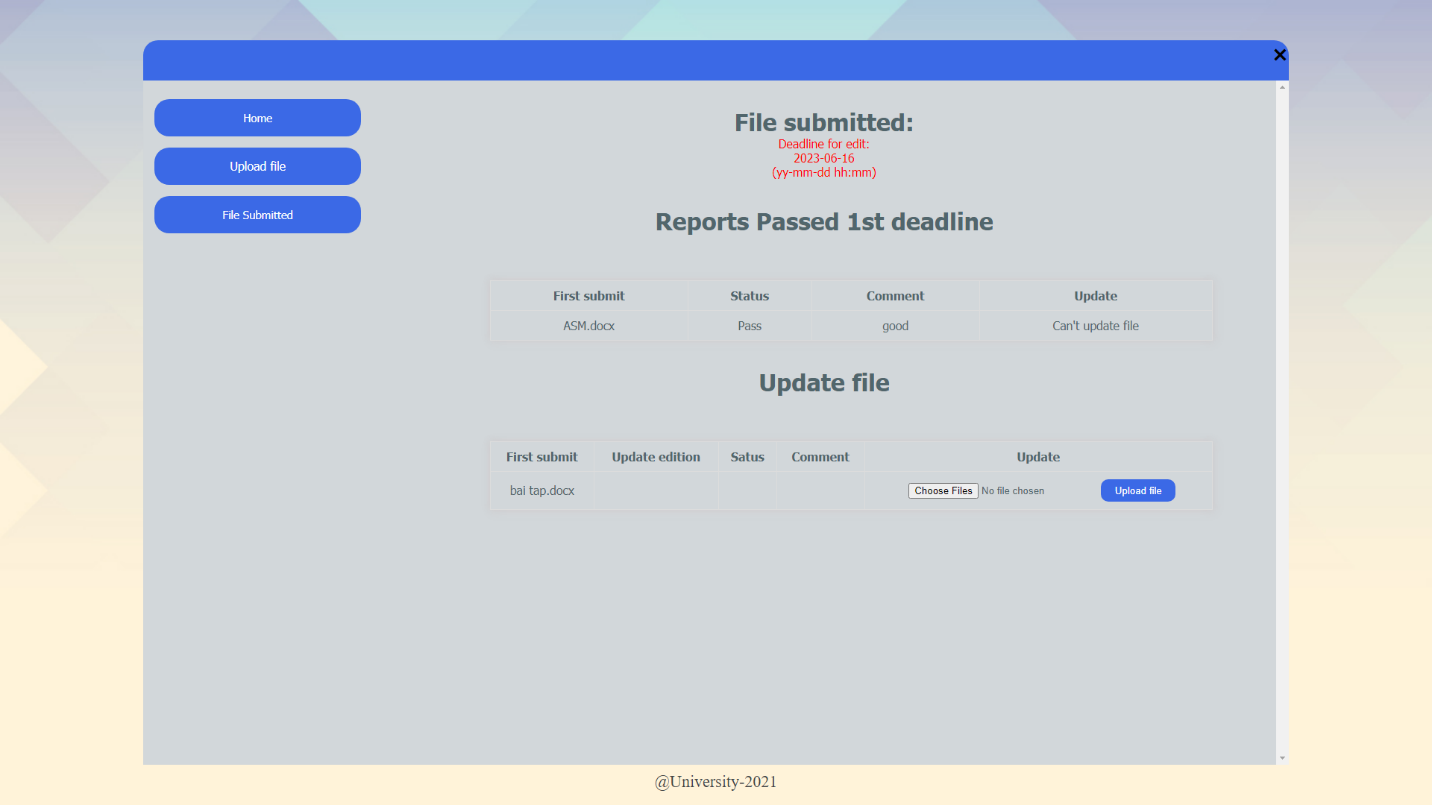 ×
Home
Upload file
File Submitted
File submitted:
Deadline for edit:
2023-06-16
(yy-mm-dd hh:mm)
Reports Passed 1st deadline
First submit Status Comment Update
ASM.docx Pass good Can't update file
Update file
First submit Update edition Satus Comment Update
bai tap.docx Choose Files No file chosen Upload file
@University-2021